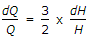 dQ/Q = 3/2 x dH/H